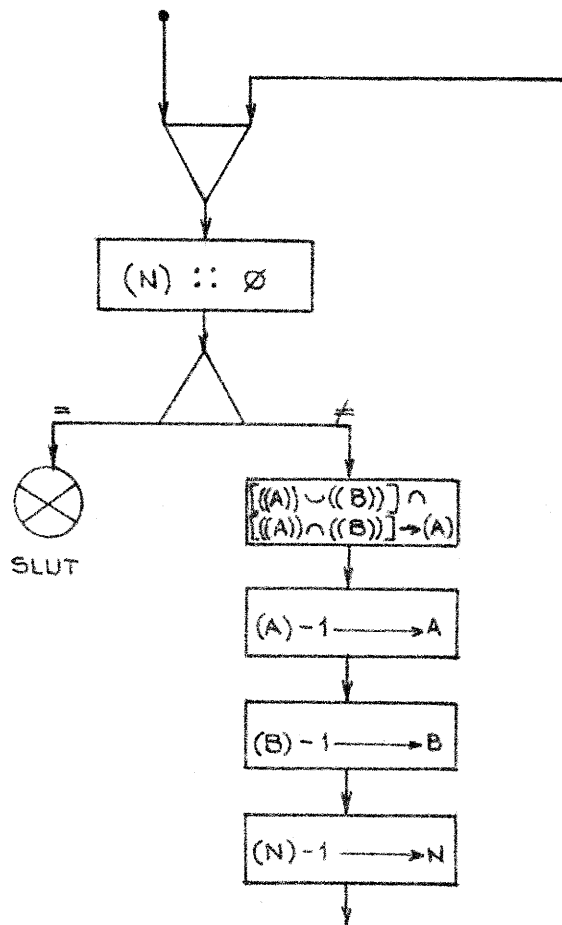 (N) :: Ø
= ≠
SLUT
[((A)) ∪ ((B))] ∩
[((A)) ∩ ((B))] → (A)
(A) - 1 → A
(B) - 1 → B
(N) - 1 → N